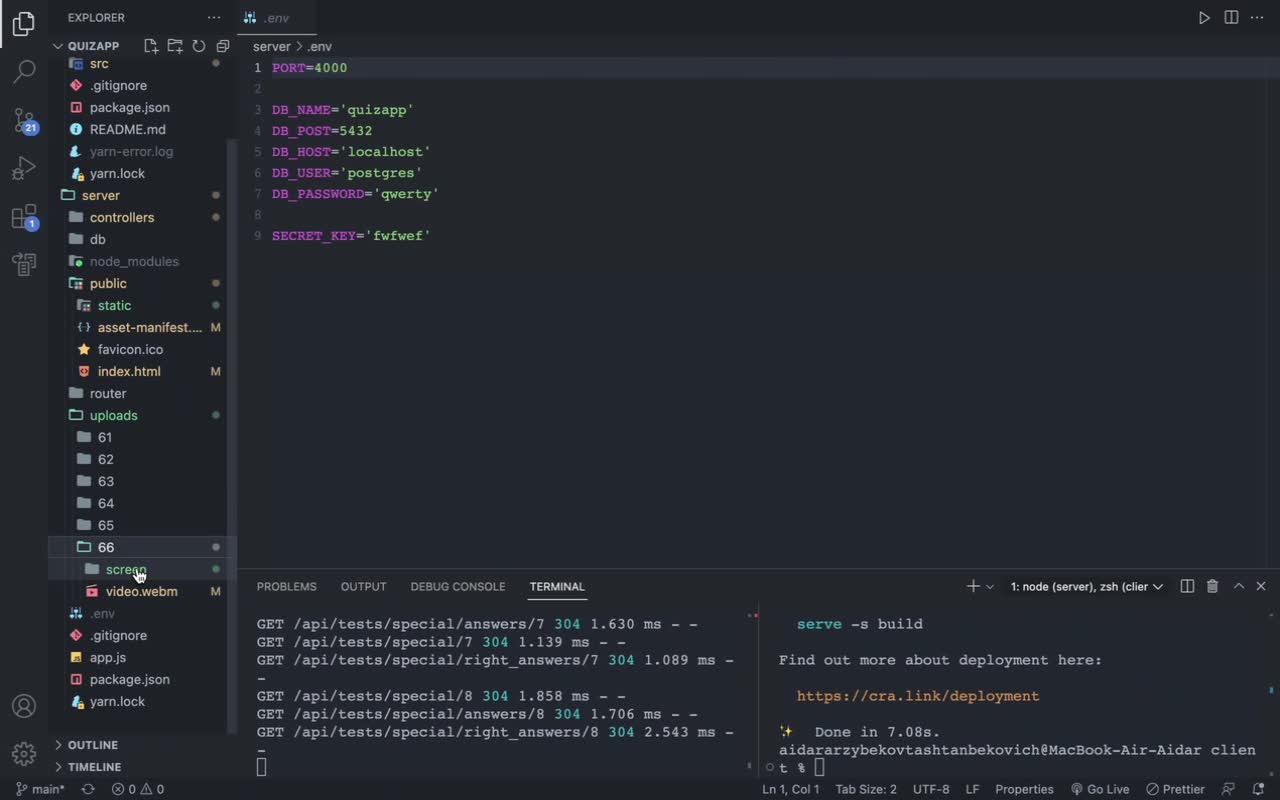 EXPLORER
.env
QUIZAPP
src
.gitignore
package.json
README.md
yarn-error.log
yarn.lock
server
controllers
db
node_modules
public
static
asset-manifest.... M
favicon.ico
index.html M
router
uploads
61
62
63
64
65
66
screen
video.webm M
.env
.gitignore
app.js
package.json
yarn.lock
OUTLINE
TIMELINE
21
1
server > .env
1 PORT=4000
2
3 DB_NAME='quizapp'
4 DB_POST=5432
5 DB_HOST='localhost'
6 DB_USER='postgres'
7 DB_PASSWORD='qwerty'
8
9 SECRET_KEY='fwfwef'
PROBLEMS OUTPUT DEBUG CONSOLE TERMINAL 1: node (server), zsh (clier
GET /api/tests/special/answers/7 304 1.630 ms - -
GET /api/tests/special/7 304 1.139 ms - -
GET /api/tests/special/right_answers/7 304 1.089 ms -
-
GET /api/tests/special/8 304 1.858 ms - -
GET /api/tests/special/answers/8 304 1.706 ms - -
GET /api/tests/special/right_answers/8 304 2.543 ms -
-
serve -s build
Find out more about deployment here:
https://cra.link/deployment
✨ Done in 7.08s.
aidararzybekovtashtanbekovich@MacBook-Air-Aidar clien
t %
main* 0 0 Ln 1, Col 1 Tab Size: 2 UTF-8 LF Properties Go Live Prettier